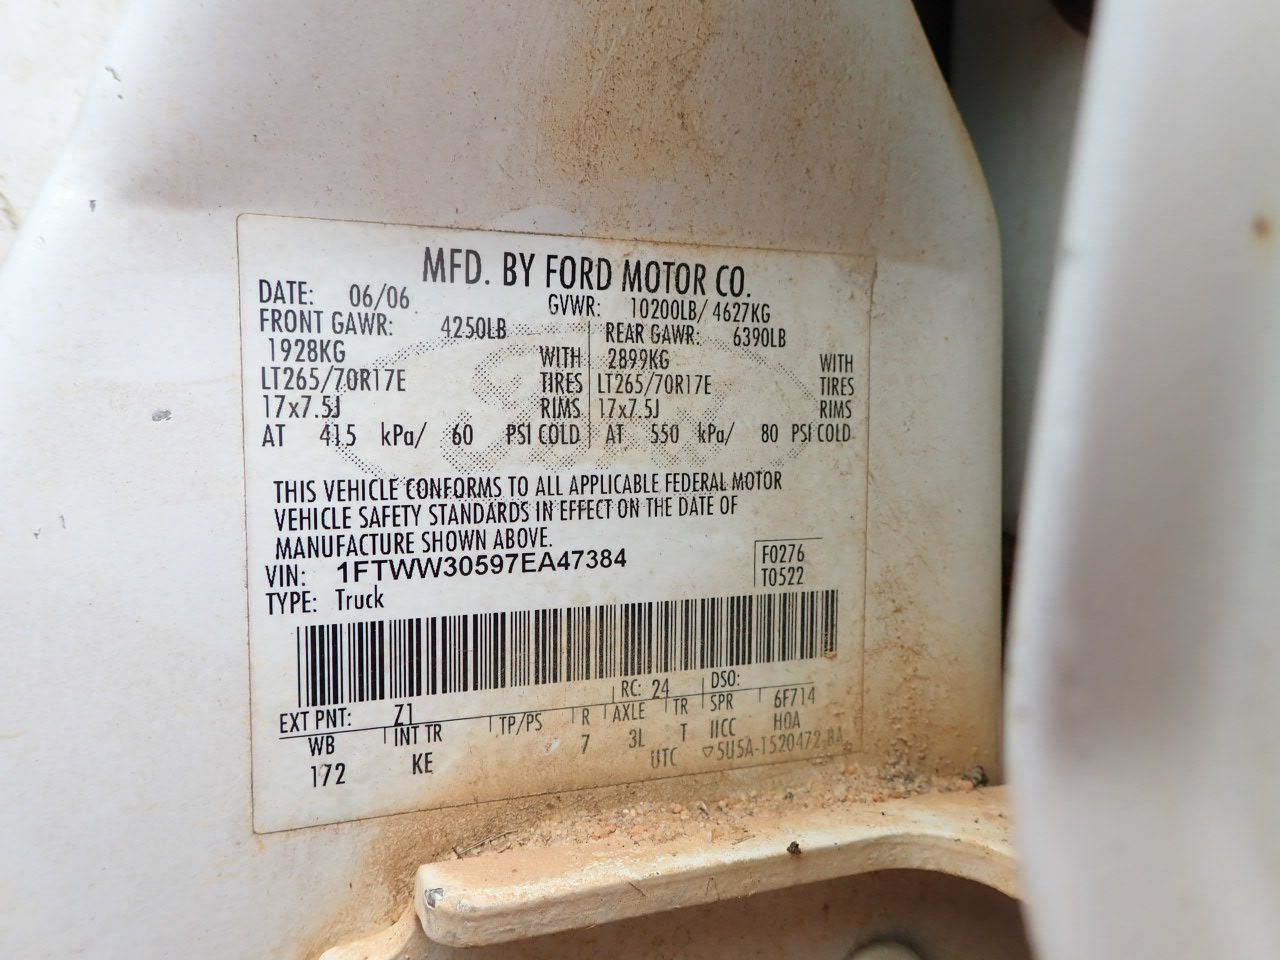 MFD. BY FORD MOTOR CO.
DATE: 06/06 GVWR: 10200LB/ 4627KG
FRONT GAWR: 4250LB REAR GAWR: 6390LB
1928KG WITH 2899KG WITH
LT265/70R17E TIRES LT265/70R17E TIRES
17x7.5J RIMS 17x7.5J RIMS
AT 415 kPa/ 60 PSI COLD AT 550 kPa/ 80 PSI COLD
THIS VEHICLE CONFORMS TO ALL APPLICABLE FEDERAL MOTOR
VEHICLE SAFETY STANDARDS IN EFFECT ON THE DATE OF
MANUFACTURE SHOWN ABOVE.
VIN: 1FTWW30597EA47384 F0276
TYPE: Truck T0522
RC: 24 DSO:
EXT PNT: Z1 6F714
WB INT TR TP/PS R AXLE TR SPR HOA
172 KE 7 3L T IICC
UTC ▽5U5A-1520472-BA